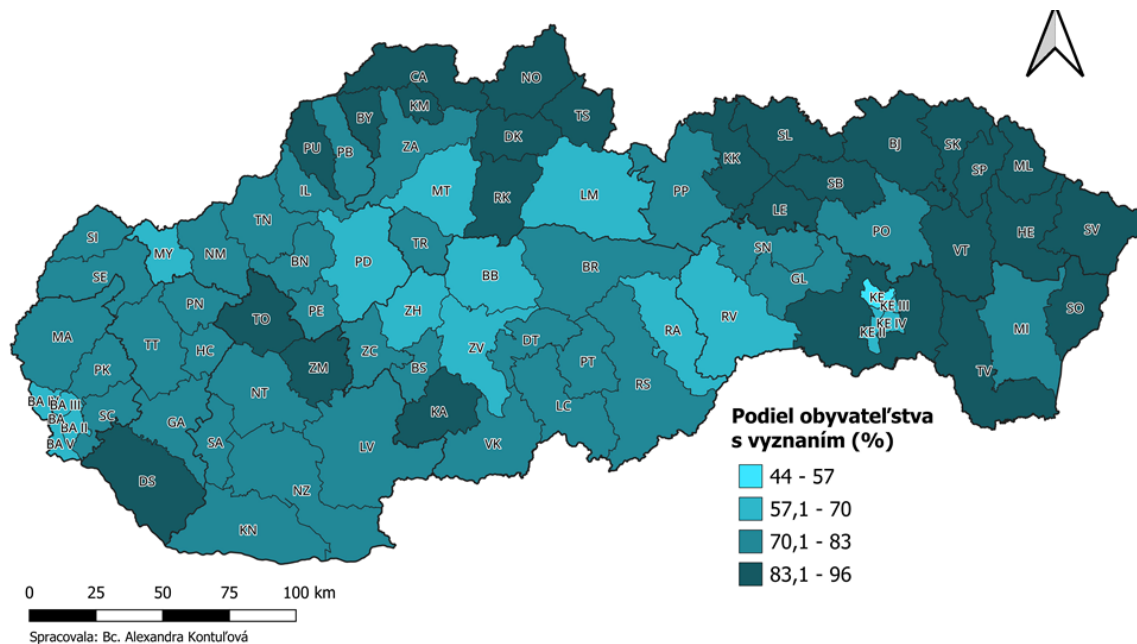 CA
NO
KM
TS
BY
DK
PU
PB
ZA
SL
BJ
SK
KK
SP
ML
IL
MT
RK
LM
PP
SB
LE
TN
SI
MY
NM
TR
PO
HE
SV
SE
BN
PD
BB
BR
SN
VT
GL
PN
PE
ZH
KE
KE III
SO
TO
RA
RV
KE IV
KE II
MI
MA
TT
HC
ZM
ZC
ZV
DT
PK
BS
PT
TV
NT
RS
BA IV
BA III
BA
BA II
BA V
SC
GA
KA
LC
SA
LV
VK
DS
NZ
KN
Podiel obyvateľstva
s vyznaním (%)
44 - 57
57,1 - 70
70,1 - 83
83,1 - 96
0 25 50 75 100 km
Spracovala: Bc. Alexandra Kontuľová